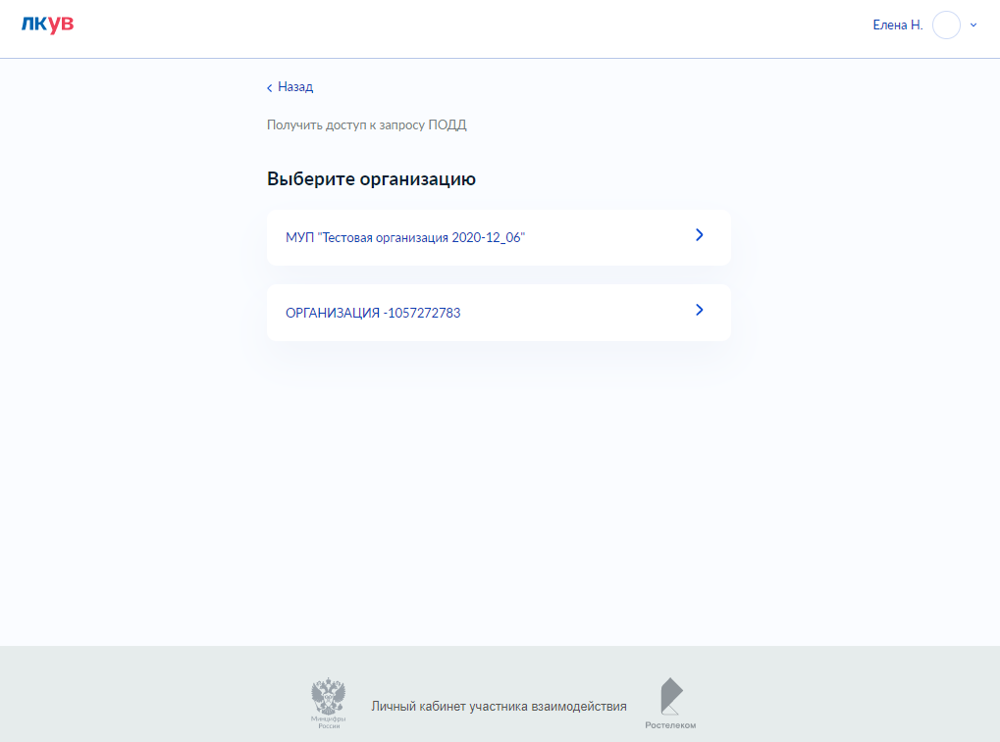 ЛКУВ
Елена Н.
Назад
Получить доступ к запросу ПОДД
Выберите организацию
МУП "Тестовая организация 2020-12_06"
ОРГАНИЗАЦИЯ -1057272783
Минцифры
России
Личный кабинет участника взаимодействия
Ростелеком